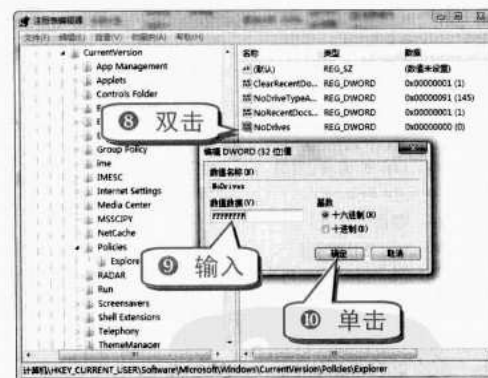 注册表编辑器
文件(F) 编辑(E) 查看(V) 收藏夹(A) 帮助(H)
CurrentVersion
App Management
Applets
Controls Folder
Group Policy
ime
IMESC
Internet Settings
Media Center
MSSCIPY
NetCache
Policies
Explore
RADAR
Run
Screensavers
Shell Extensions
Telephony
ThemeManager
名称 类型 数据
(默认) REG_SZ (数值未设置)
ClearRecentDo... REG_DWORD 0x00000001 (1)
NoDriveTypeA... REG_DWORD 0x00000091 (145)
NoRecentDocs... REG_DWORD 0x00000001 (1)
NoDrives REG_DWORD 0x00000000 (0)
❽ 双击
编辑 DWORD (32 位)值
数值名称(N)
NoDrives
数值数据(V)
基数
十六进制(H)
十进制(D)
确定 取消
❾ 输入
❿ 单击
计算机\HKEY_CURRENT_USER\Software\Microsoft\Windows\CurrentVersion\Policies\Explorer